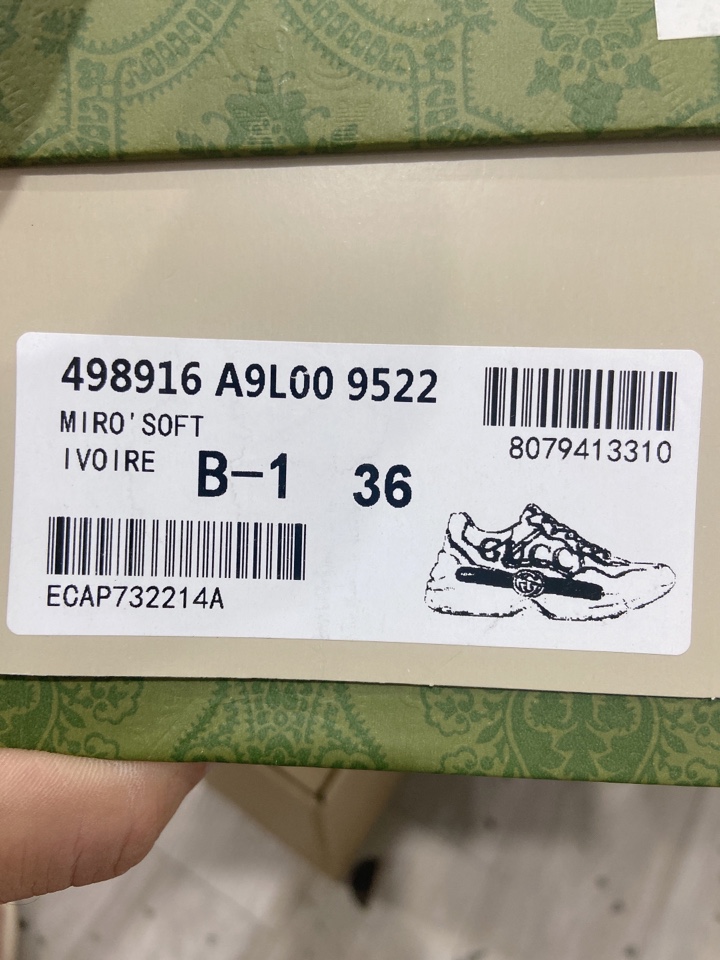 498916 A9L00 9522
MIRO'SOFT
IVOIRE
B-1
36
8079413310
ECAP732214A
GUCCI